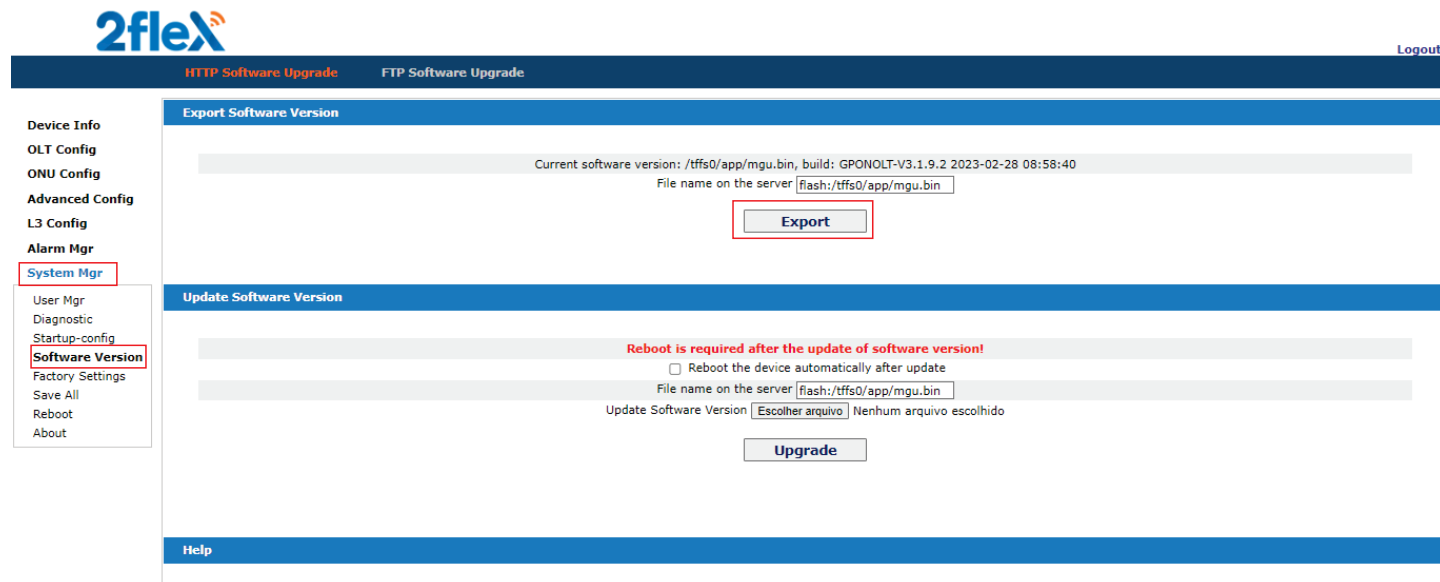 2flex
Logout
HTTP Software Upgrade FTP Software Upgrade
Device Info
OLT Config
ONU Config
Advanced Config
L3 Config
Alarm Mgr
System Mgr
User Mgr
Diagnostic
Startup-config
Software Version
Factory Settings
Save All
Reboot
About
Export Software Version
Current software version: /tffs0/app/mgu.bin, build: GPONOLT-V3.1.9.2 2023-02-28 08:58:40
File name on the server flash:/tffs0/app/mgu.bin
Export
Update Software Version
Reboot is required after the update of software version!
Reboot the device automatically after update
File name on the server flash:/tffs0/app/mgu.bin
Update Software Version Escolher arquivo Nenhum arquivo escolhido
Upgrade
Help